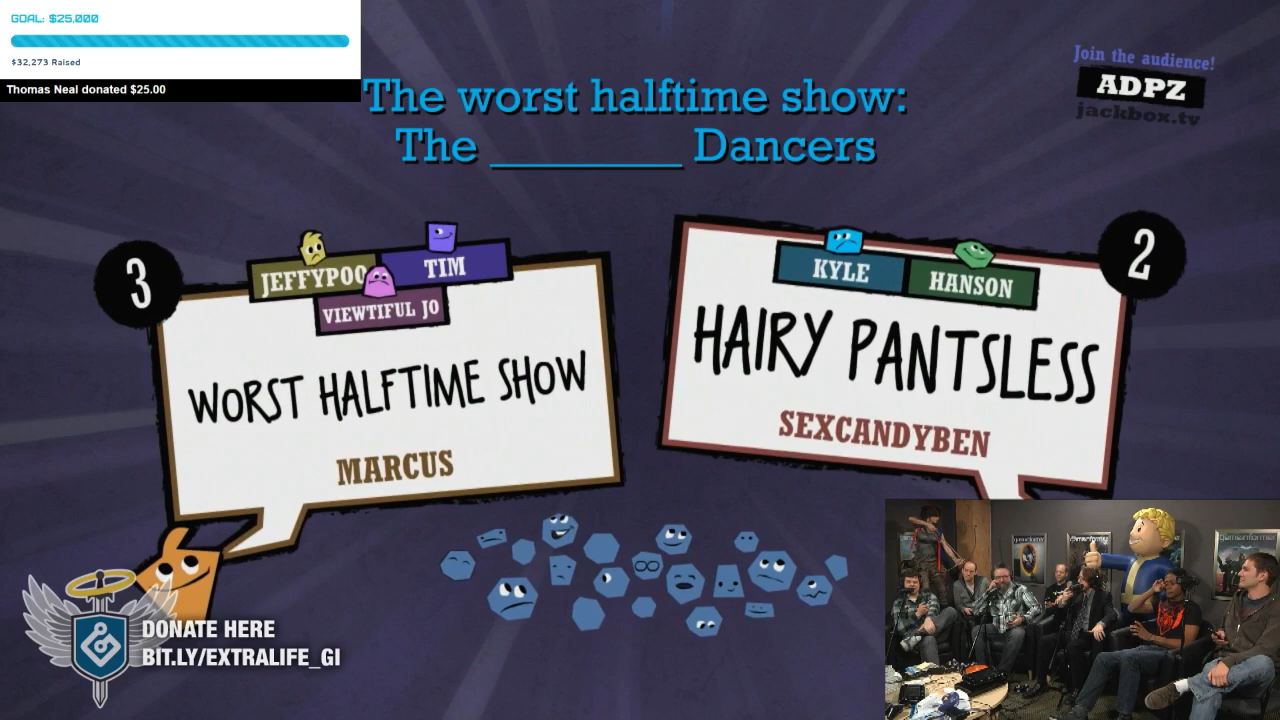 GOAL: $25,000
$32,273 Raised
Thomas Neal donated $25.00
Join the audience!
ADPZ
jackbox.tv
The worst halftime show:
The ________ Dancers
3
JEFFYPOO
TIM
VIEWTIFUL JO
WORST HALFTIME SHOW
MARCUS
2
KYLE
HANSON
HAIRY PANTSLESS
SEXCANDYBEN
DONATE HERE
BIT.LY/EXTRALIFE_GI
gameinformer